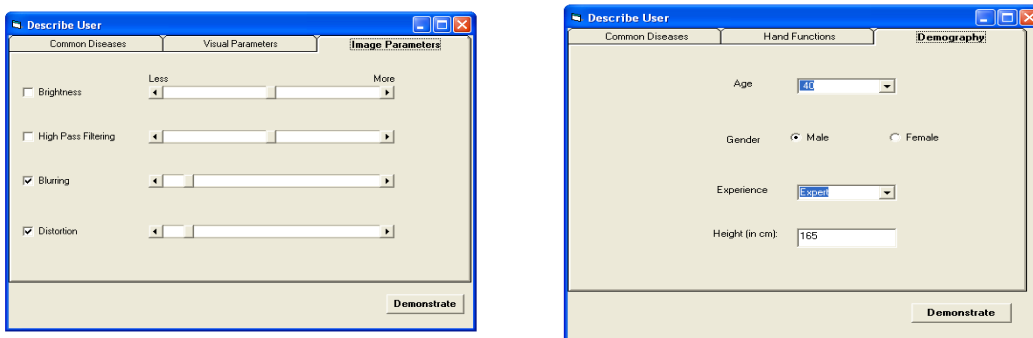 Describe User
Common Diseases Visual Parameters Image Parameters
Less More
Brightness
High Pass Filtering
Blurring
Distortion
Demonstrate
Describe User
Common Diseases Hand Functions Demography
Age 40
Gender Male Female
Experience Expert
Height (in cm): 165
Demonstrate